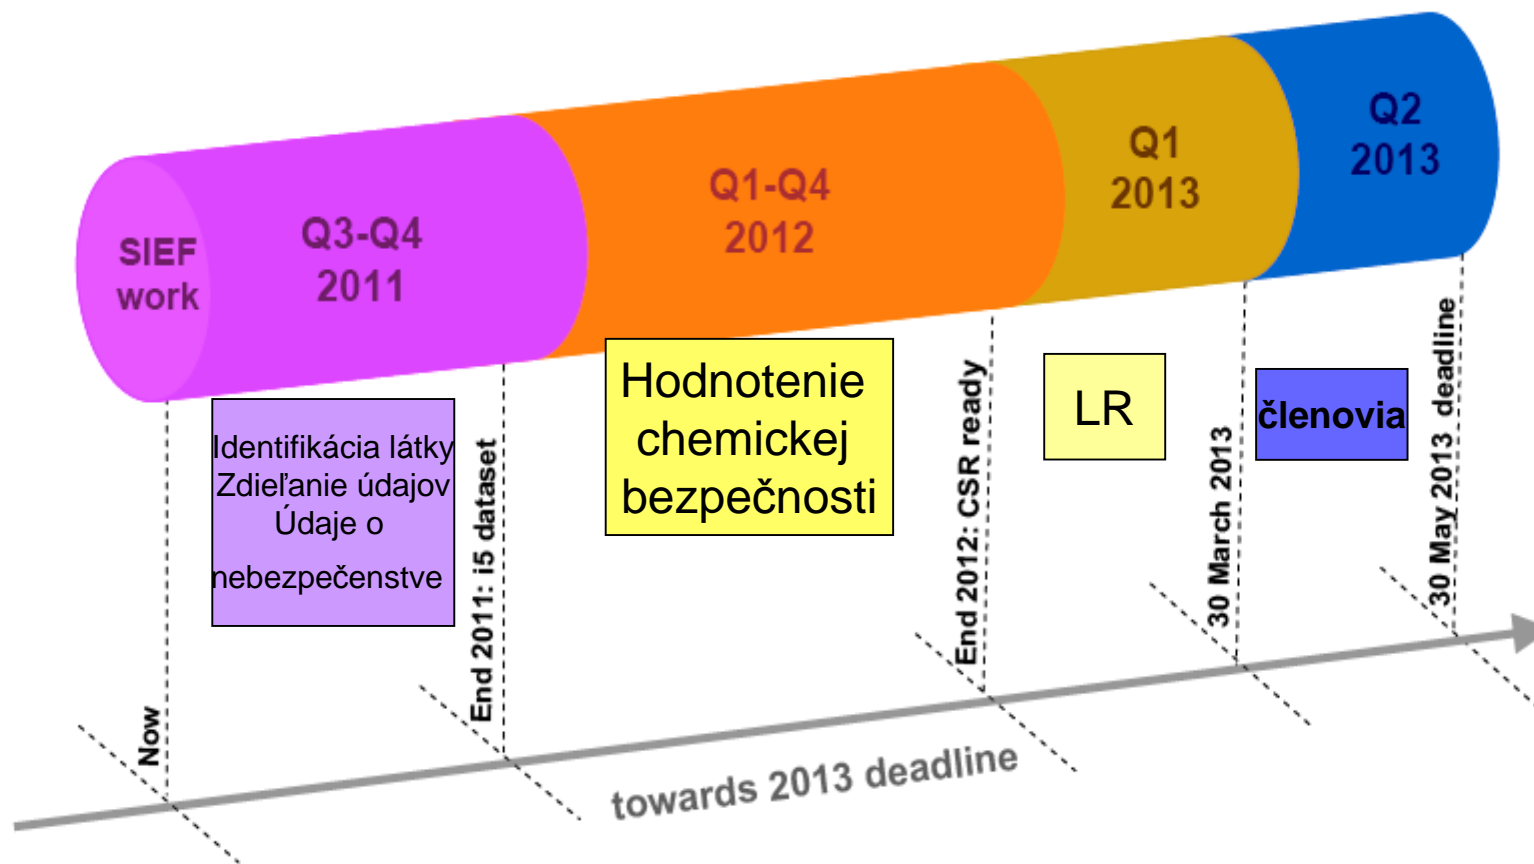 SIEF
work
Q3-Q4
2011
Q1-Q4
2012
Q1
2013
Q2
2013
Identifikácia látky
Zdieľanie údajov
Údaje o
nebezpečenstve
Hodnotenie
chemickej
bezpečnosti
LR
členovia
Now
End 2011: i5 dataset
End 2012: CSR ready
30 March 2013
30 May 2013 deadline
towards 2013 deadline